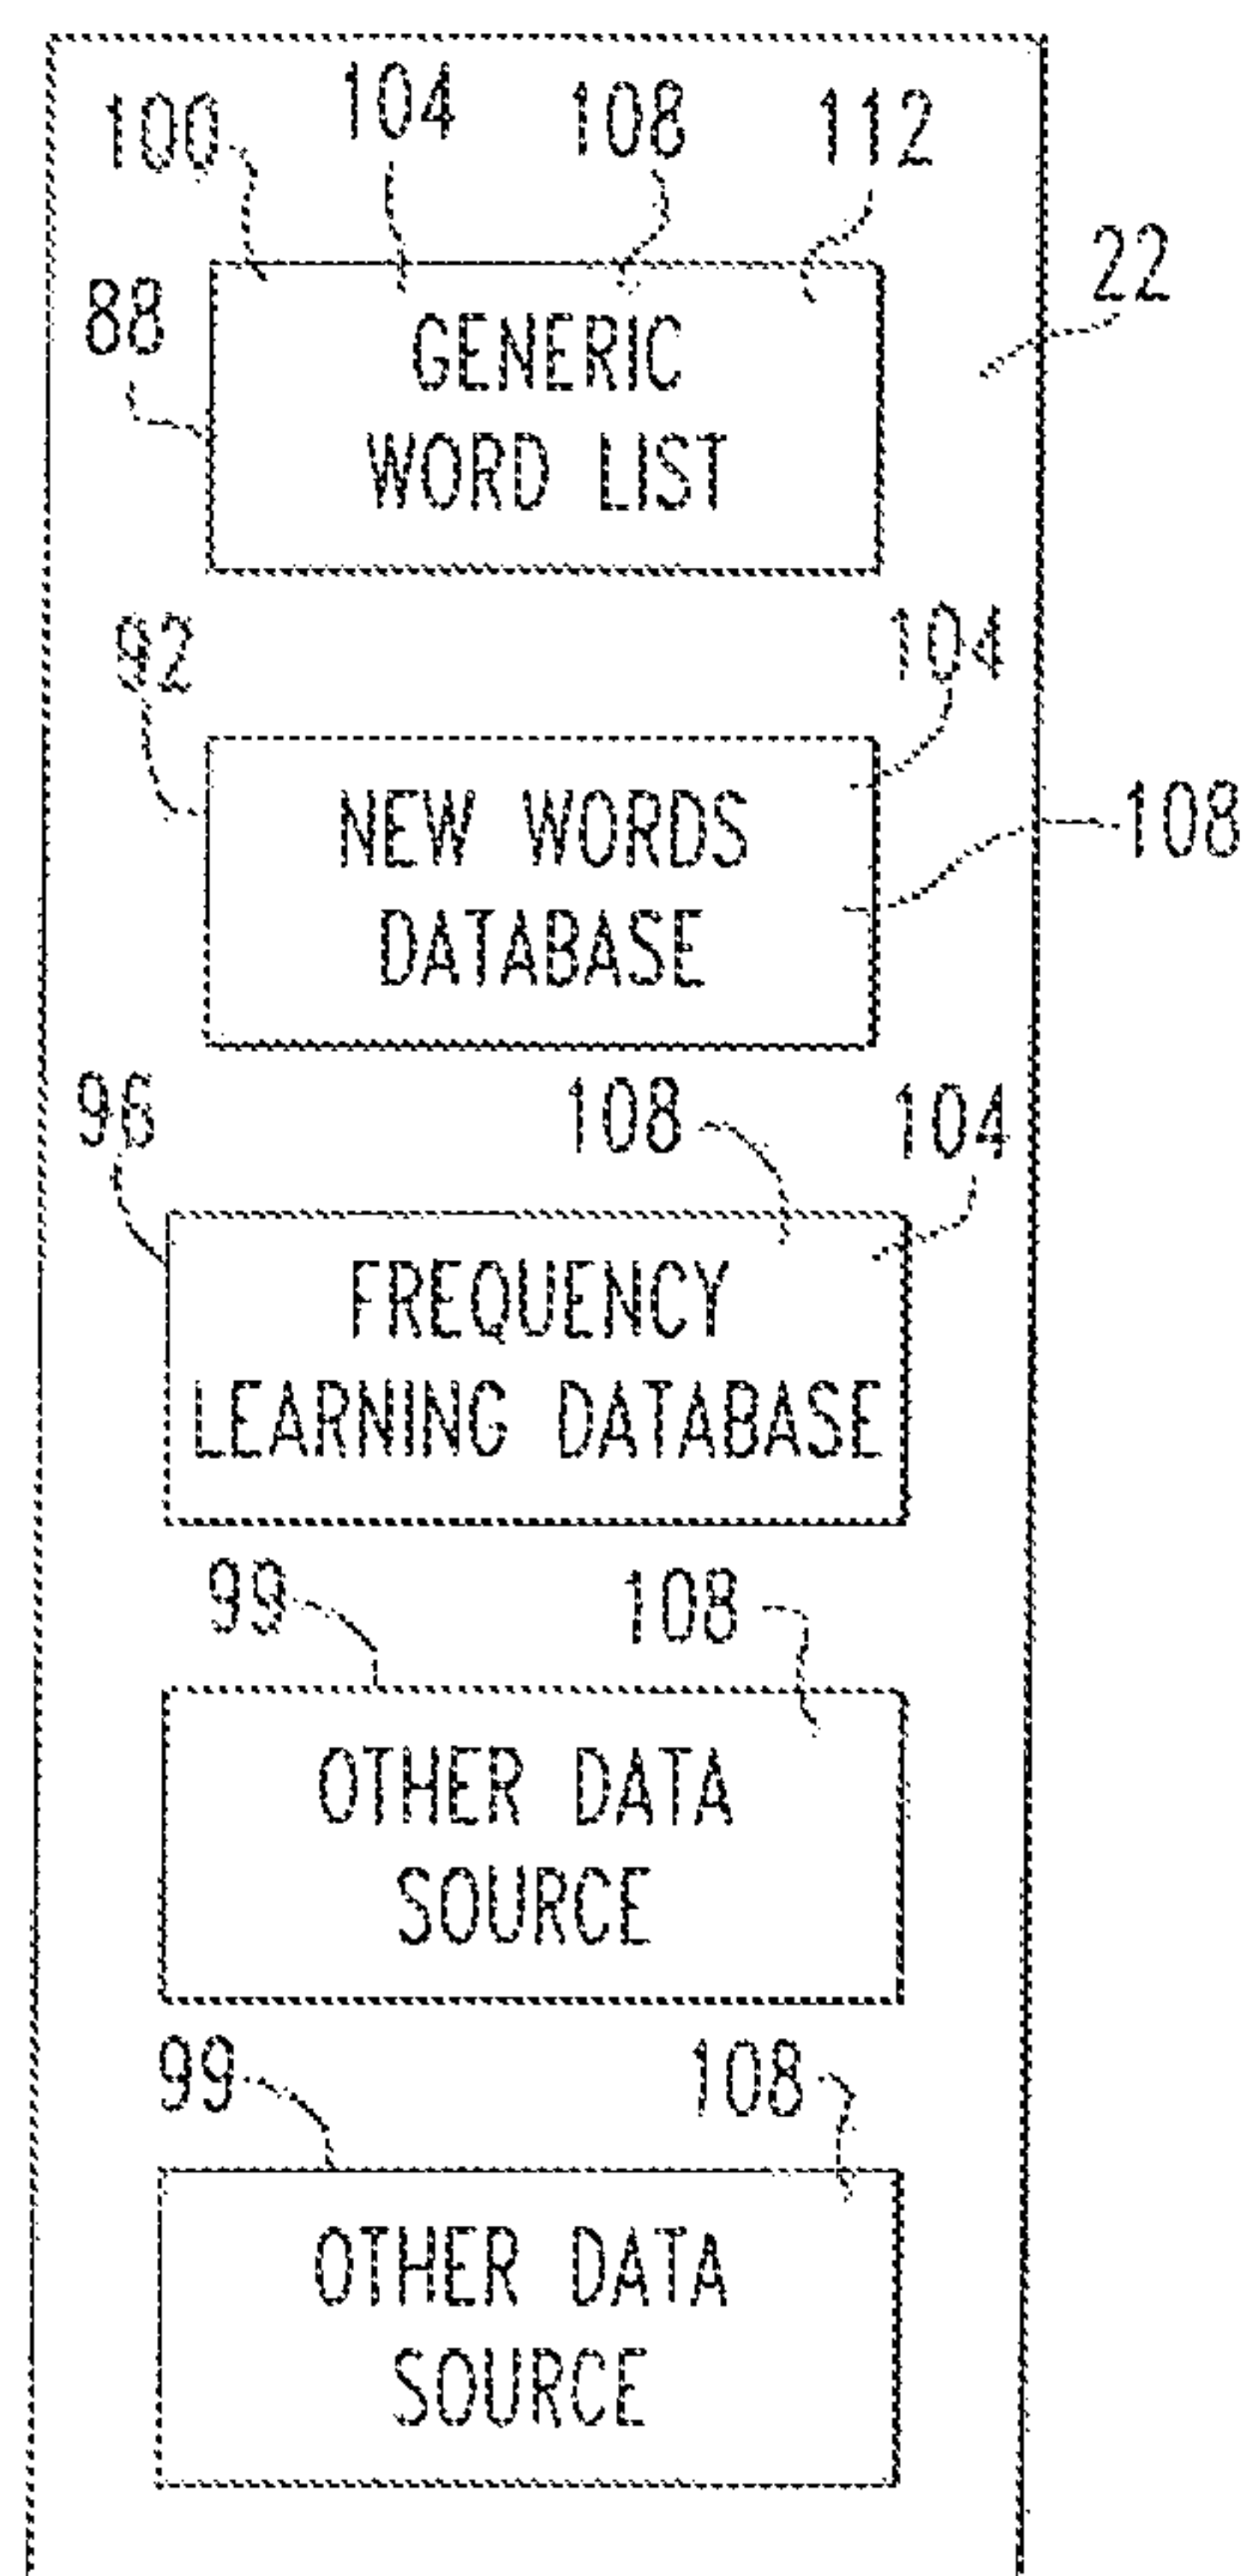 100 104 108 112
22
88
GENERIC
WORD LIST
92 104
NEW WORDS
108
DATABASE
96 108 104
FREQUENCY
LEARNING DATABASE
99 108
OTHER DATA
SOURCE
99 108
OTHER DATA
SOURCE